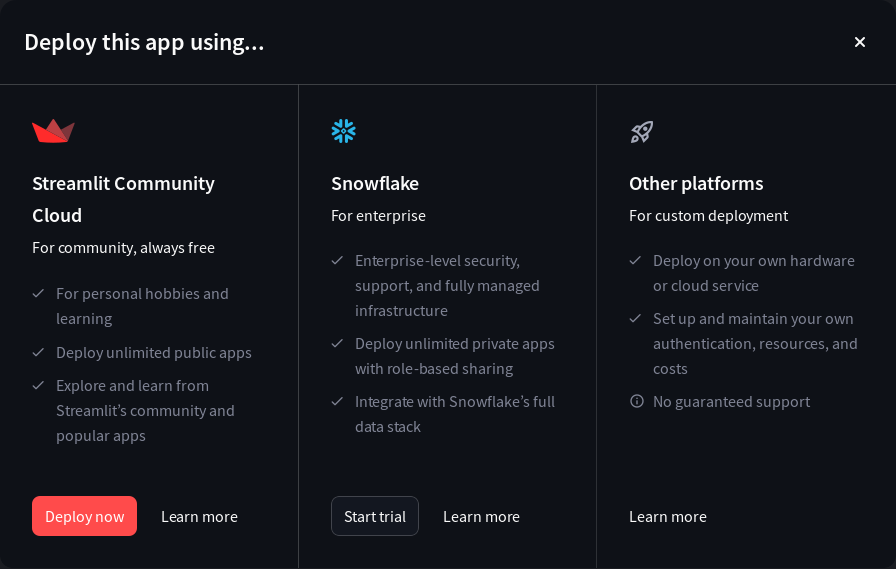 Deploy this app using...
Streamlit Community
Cloud
For community, always free
For personal hobbies and
learning
Deploy unlimited public apps
Explore and learn from
Streamlit’s community and
popular apps
Deploy now
Learn more
Snowflake
For enterprise
Enterprise-level security,
support, and fully managed
infrastructure
Deploy unlimited private apps
with role-based sharing
Integrate with Snowflake’s full
data stack
Start trial
Learn more
Other platforms
For custom deployment
Deploy on your own hardware
or cloud service
Set up and maintain your own
authentication, resources, and
costs
No guaranteed support
Learn more